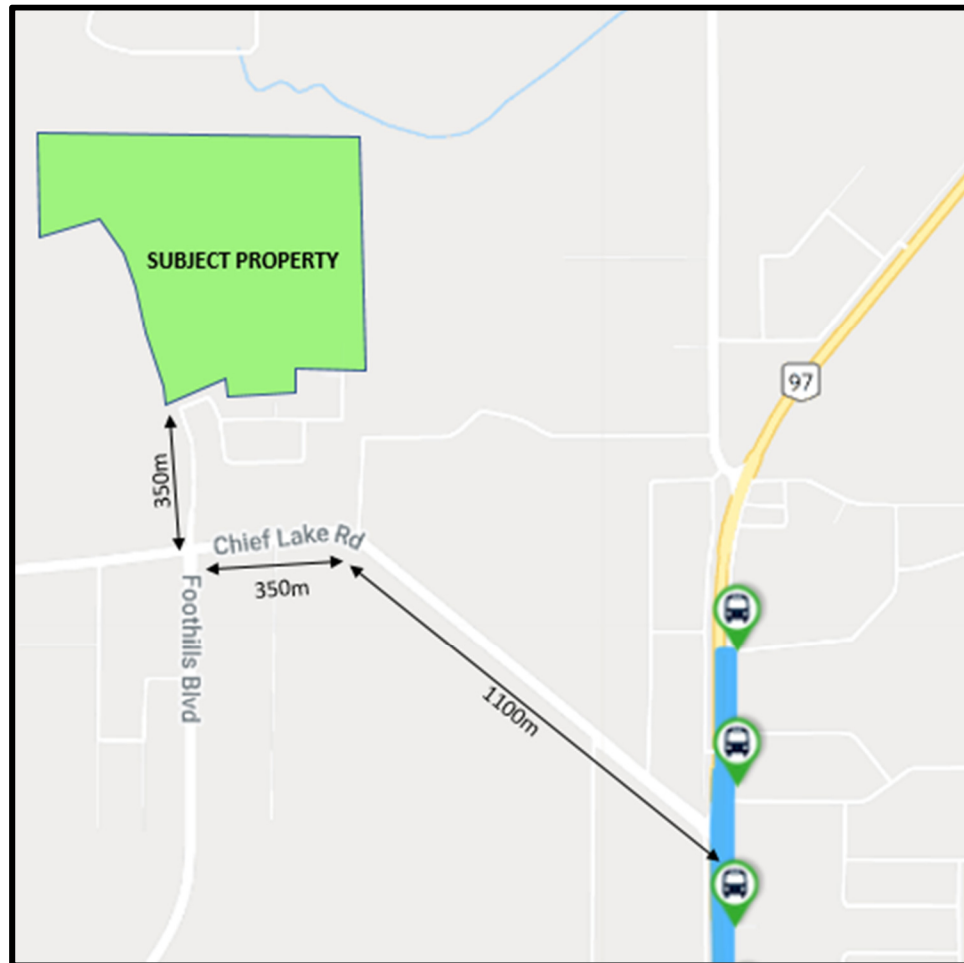 SUBJECT PROPERTY
97
350m
Chief Lake Rd
350m
Foothills Blvd
1100m